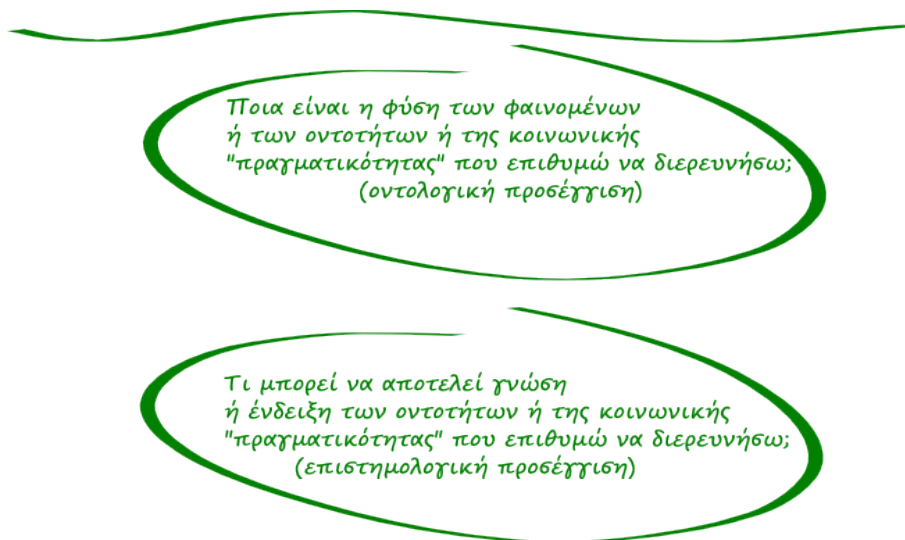 Ποια είναι η φύση των φαινομένων
ή των οντοτήτων ή της κοινωνικής
"πραγματικότητας" που επιθυμώ να διερευνήσω;
(οντολογική προσέγγιση)
Τι μπορεί να αποτελεί γνώση
ή ένδειξη των οντοτήτων ή της κοινωνικής
"πραγματικότητας" που επιθυμώ να διερευνήσω;
(επιστημολογική προσέγγιση)